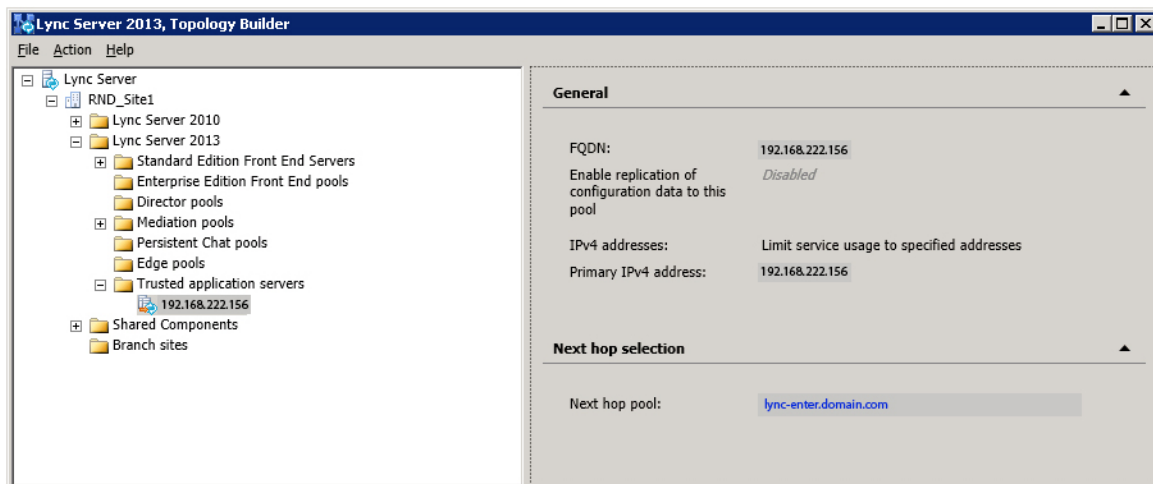 Lync Server 2013, Topology Builder
File Action Help
Lync Server
RND_Site1
Lync Server 2010
Lync Server 2013
Standard Edition Front End Servers
Enterprise Edition Front End pools
Director pools
Mediation pools
Persistent Chat pools
Edge pools
Trusted application servers
192.168.222.156
Shared Components
Branch sites
General
FQDN: 192.168.222.156
Enable replication of Disabled
configuration data to this
pool
IPv4 addresses: Limit service usage to specified addresses
Primary IPv4 address: 192.168.222.156
Next hop selection
Next hop pool: lync-enter.domain.com